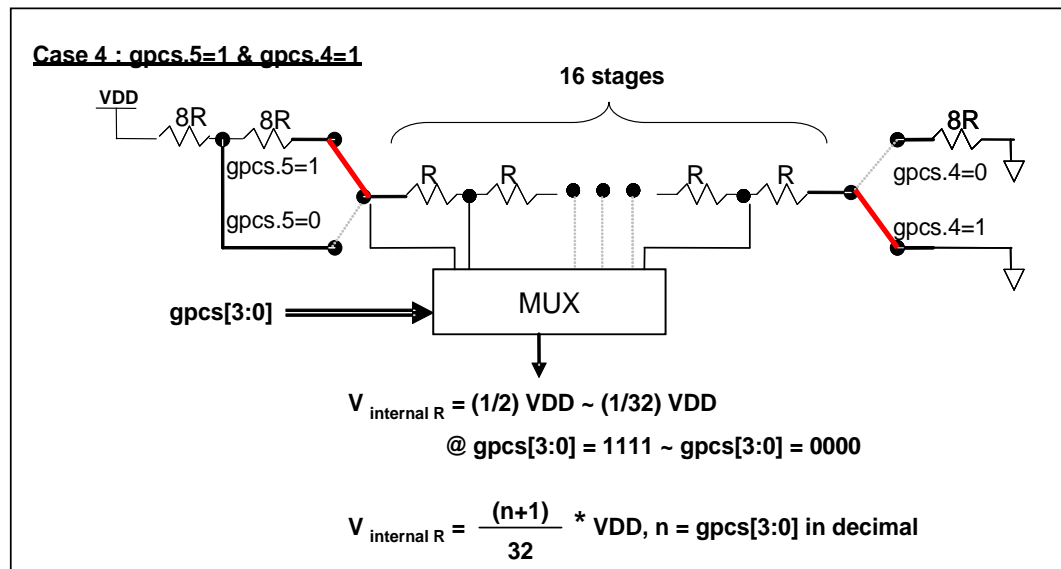 Case 4 : gpcs.5=1 & gpcs.4=1
16 stages
VDD
8R
8R
8R
gpcs.5=1
gpcs.4=0
R
R
R
R
gpcs.5=0
gpcs.4=1
MUX
gpcs[3:0]
V internal R = (1/2) VDD ~ (1/32) VDD
@ gpcs[3:0] = 1111 ~ gpcs[3:0] = 0000
V internal R = (n+1) / 32 * VDD, n = gpcs[3:0] in decimal